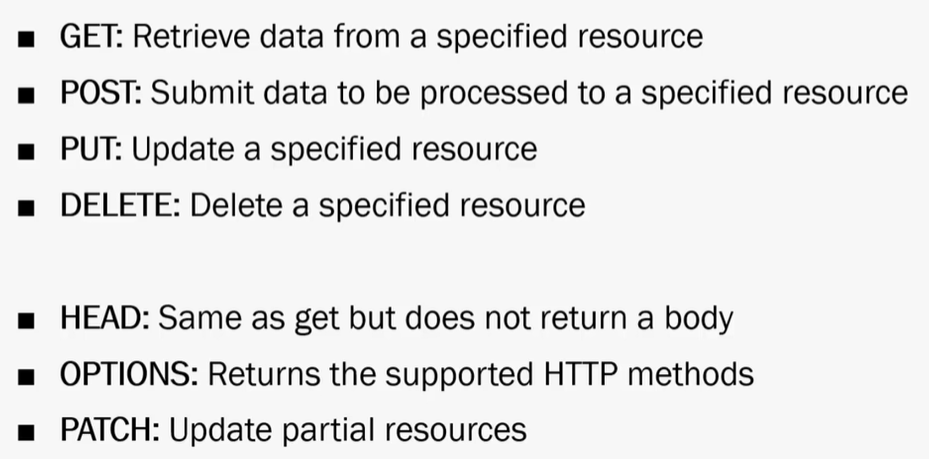 ■ GET: Retrieve data from a specified resource
■ POST: Submit data to be processed to a specified resource
■ PUT: Update a specified resource
■ DELETE: Delete a specified resource
■ HEAD: Same as get but does not return a body
■ OPTIONS: Returns the supported HTTP methods
■ PATCH: Update partial resources